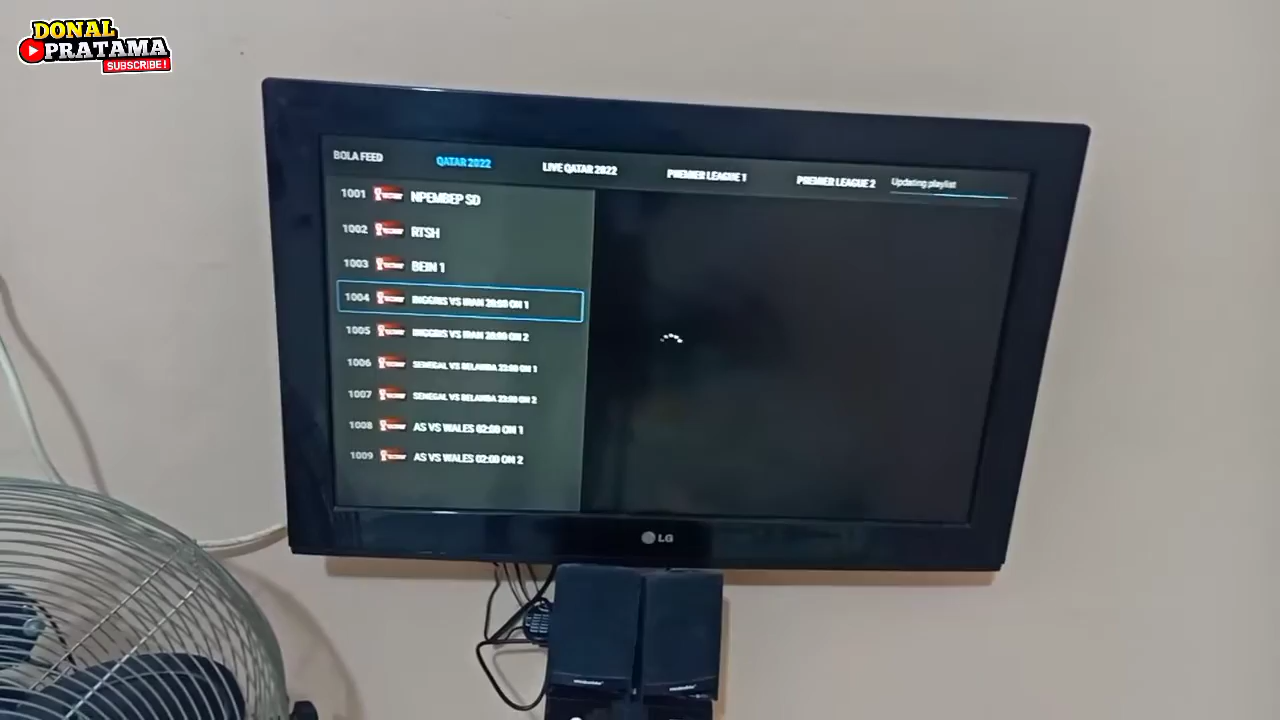 DONAL
PRATAMA
SUBSCRIBE!
BOLA FEED
QATAR 2022
LIVE QATAR 2022
PREMIER LEAGUE 1
PREMIER LEAGUE 2
Updating playlist
1001 NPEMBEP SD
1002 RTSH
1003 BEIN 1
1004 INGGRIS VS IRAN 20:00 ON 1
1005 INGGRIS VS IRAN 20:00 ON 2
1006 SENEGAL VS BELANDA 23:00 ON 1
1007 SENEGAL VS BELANDA 23:00 ON 2
1008 AS VS WALES 02:00 ON 1
1009 AS VS WALES 02:00 ON 2
LG